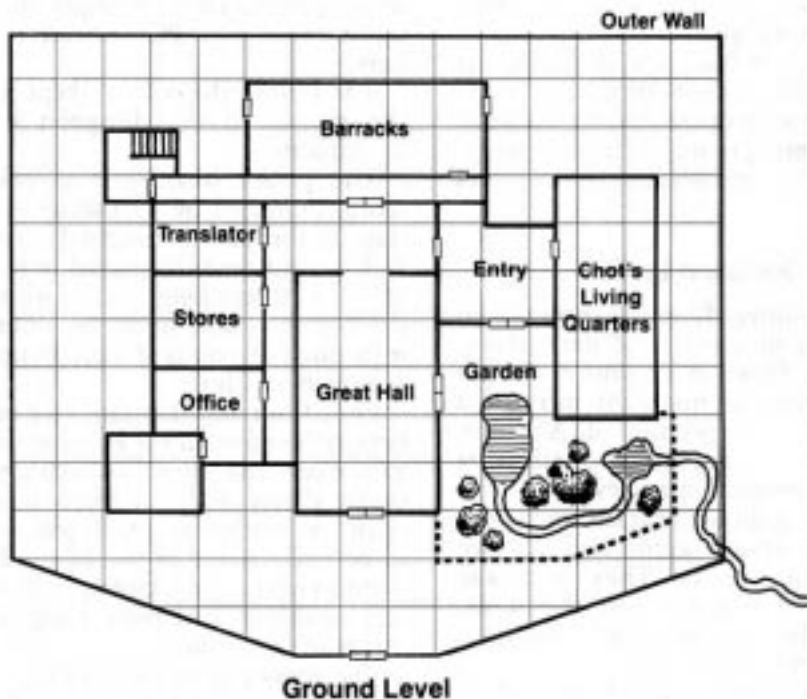 Outer Wall
Barracks
Translator
Entry
Chot's
Living
Quarters
Stores
Garden
Office
Great Hall
Ground Level